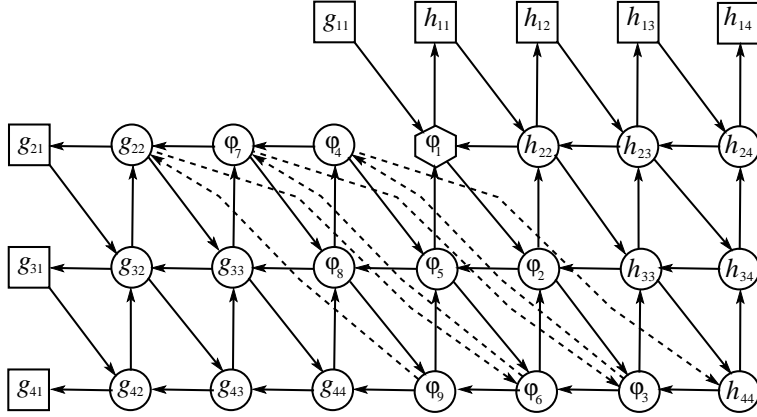 g11 h11 h12 h13 h14
g21 g22 φ7 φ4 φ1 h22 h23 h24
g31 g32 g33 φ8 φ5 φ2 h33 h34
g41 g42 g43 g44 φ9 φ6 φ3 h44